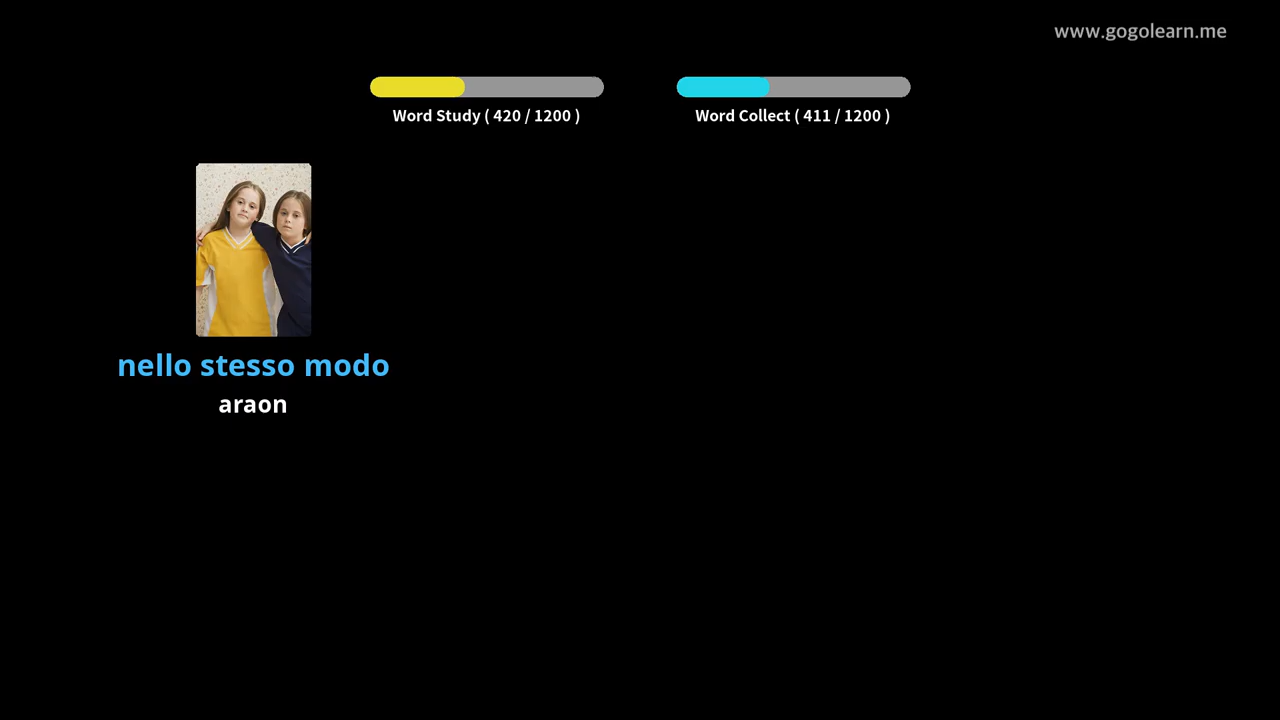 www.gogolearn.me
Word Study ( 420 / 1200 )
Word Collect ( 411 / 1200 )
nello stesso modo
araon